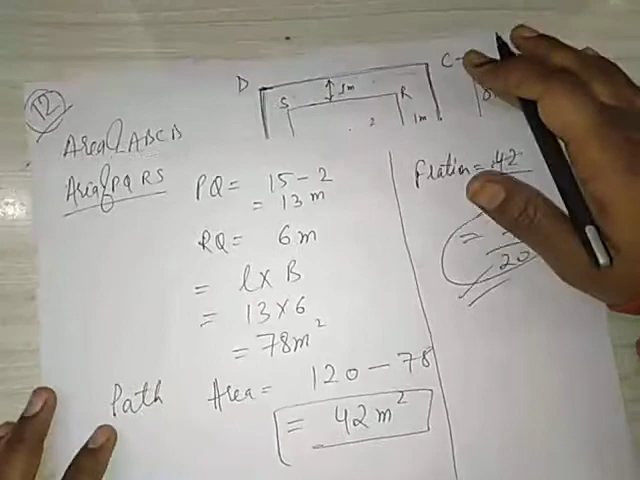 12
D
C
S
1m
R
1m
Area of ABCD
Area of PQRS
PQ = 15 - 2
= 13 m
RQ = 6m
= l x B
= 13 x 6
= 78m²
Path Area = 120 - 78
= 42 m²
= 42
=
20